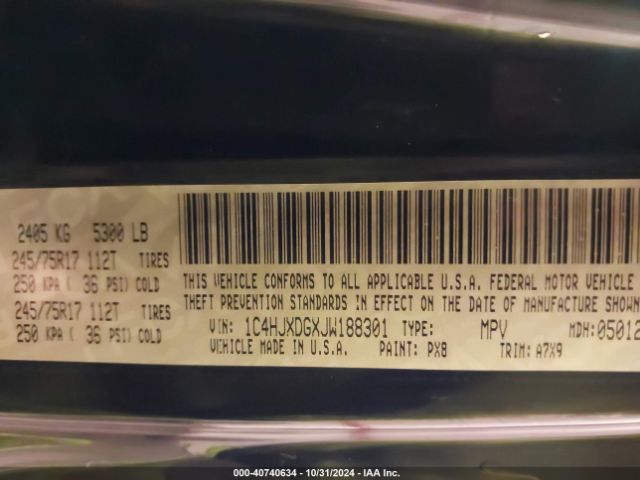 2405 KG 5300 LB
245/75R17 112T TIRES
250 KPA ( 36 PSI) COLD
245/75R17 112T TIRES
250 KPA ( 36 PSI) COLD
THIS VEHICLE CONFORMS TO ALL APPLICABLE U.S.A. FEDERAL MOTOR VEHICLE
THEFT PREVENTION STANDARDS IN EFFECT ON THE DATE OF MANUFACTURE SHOWN
VIN: 1C4HJXDGXJW188301 TYPE: MPV MDH:05012
VEHICLE MADE IN U.S.A. PAINT: PX8 TRIM: A7X9
000-40740634 - 10/31/2024 - IAA Inc.